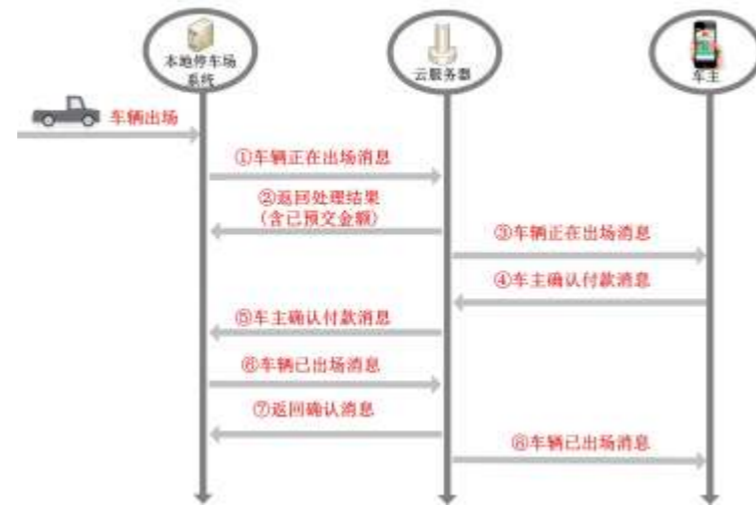 本地停车场
系统
云服务器
车主
车辆出场
①车辆正在出场消息
②返回处理结果
(含已预交金额)
③车辆正在出场消息
④车主确认付款消息
⑤车主确认付款消息
⑥车辆已出场消息
⑦返回确认消息
⑧车辆已出场消息